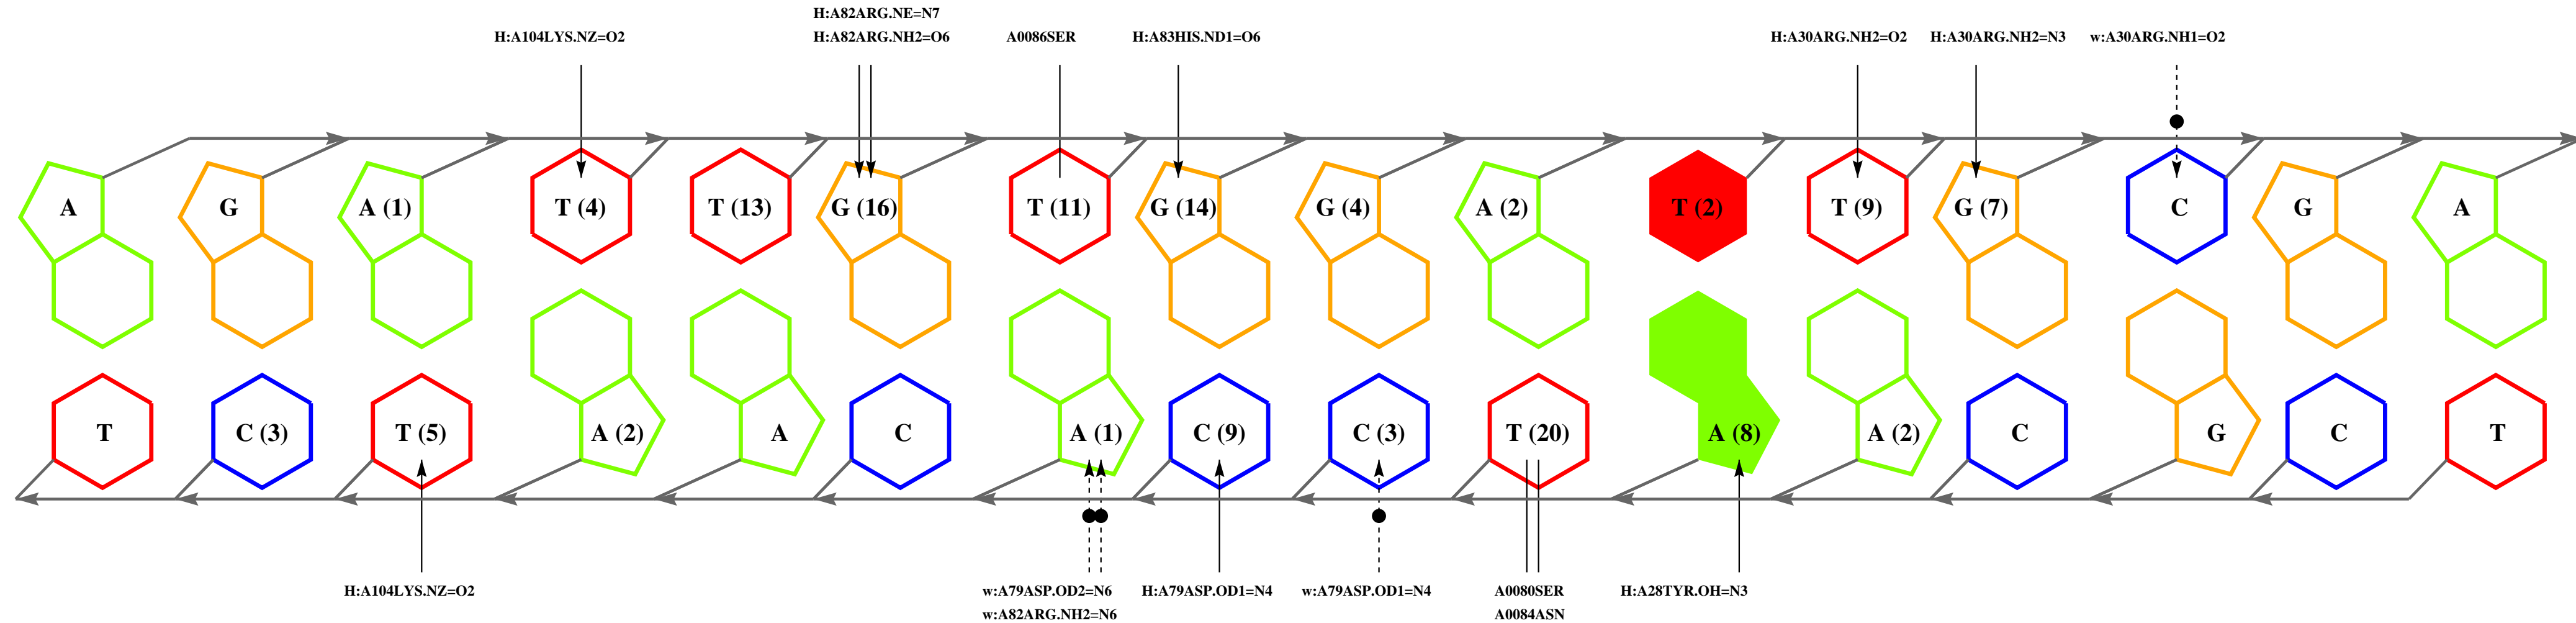 H:A82ARG.NE=N7
H:A104LYS.NZ=O2 H:A82ARG.NH2=O6 A0086SER H:A83HIS.ND1=O6 H:A30ARG.NH2=O2 H:A30ARG.NH2=N3 w:A30ARG.NH1=O2
A G A (1) T (4) T (13) G (16) T (11) G (14) G (4) A (2) T (2) T (9) G (7) C G A
T C (3) T (5) A (2) A C A (1) C (9) C (3) T (20) A (8) A (2) C G C T
H:A104LYS.NZ=O2 w:A79ASP.OD2=N6 H:A79ASP.OD1=N4 w:A79ASP.OD1=N4 A0080SER H:A28TYR.OH=N3
w:A82ARG.NH2=N6 A0084ASN